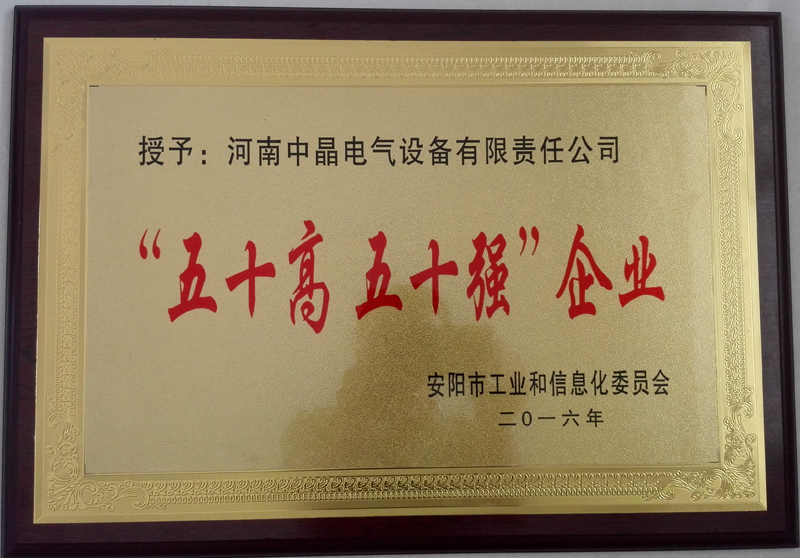 授予：河南中晶电气设备有限责任公司
“五十高 五十强”企业
安阳市工业和信息化委员会
二〇一六年